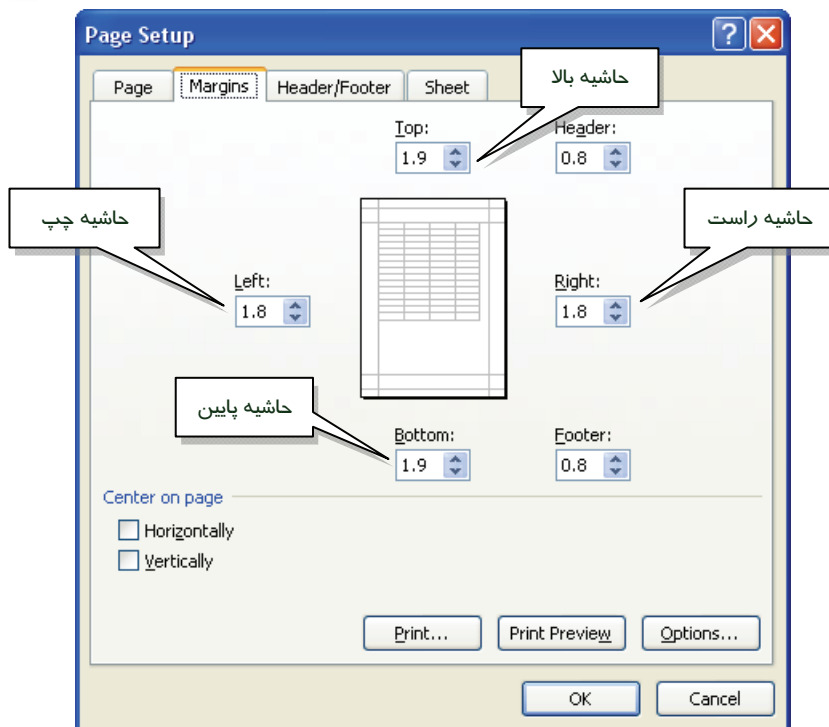 Page Setup
Page Margins Header/Footer Sheet
حاشیه بالا
Top: Header:
1.9 0.8
حاشیه چپ
حاشیه راست
Left: Right:
1.8 1.8
حاشیه پایین
Bottom: Footer:
1.9 0.8
Center on page
Horizontally
Vertically
Print... Print Preview Options...
OK Cancel